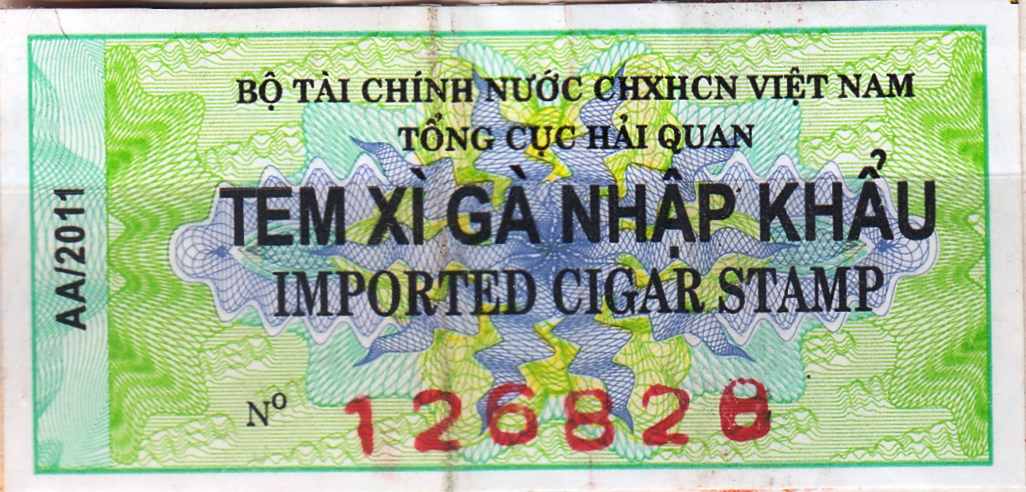 BỘ TÀI CHÍNH NƯỚC CHXHCN VIỆT NAM
TỔNG CỤC HẢI QUAN
TEM XÌ GÀ NHẬP KHẨU
IMPORTED CIGAR STAMP
AA/2011
Nº 126828